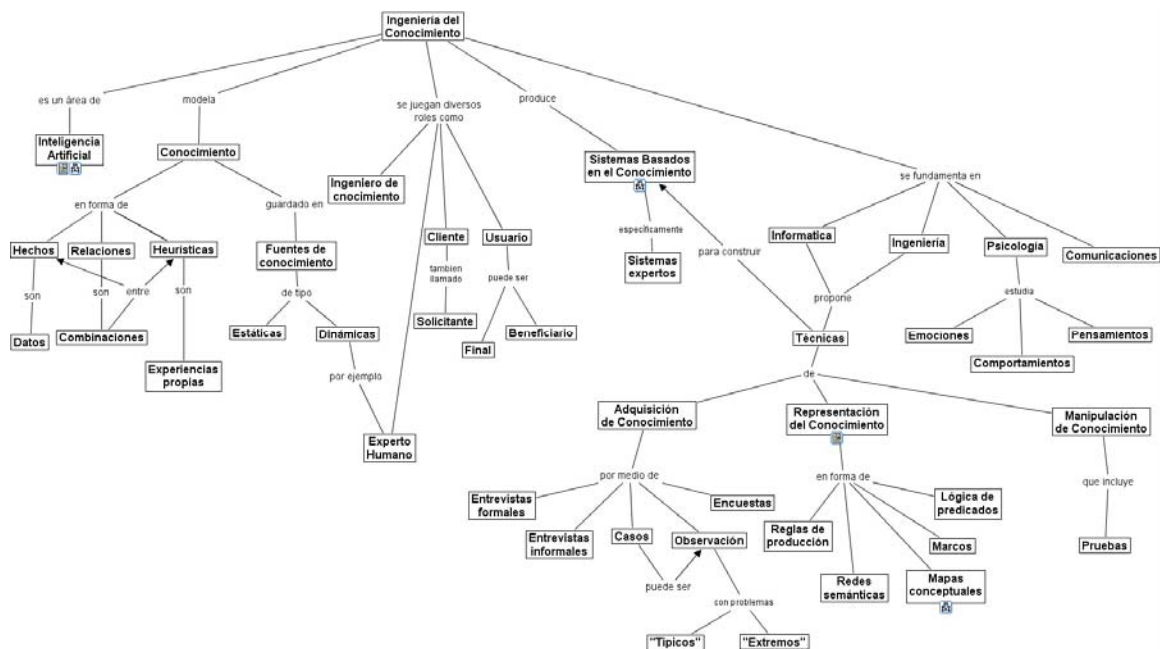 Ingeniería del
Conocimiento
es un área de
modela
se juegan diversos
roles como
produce
se fundamenta en
Inteligencia
Artificial
Conocimiento
Ingeniero de
cnocimiento
Sistemas Basados
en el Conocimiento
en forma de
guardado en
Cliente
Usuario
específicamente
para construir
Informatica
Ingeniería
Psicología
Comunicaciones
Hechos
Relaciones
Heurísticas
Fuentes de
conocimiento
tambien
llamado
puede ser
Sistemas
expertos
propone
estudia
son
son
entre
son
de tipo
Datos
Combinaciones
Estáticas
Dinámicas
Solicitante
Final
Beneficiario
Técnicas
Emociones
Comportamientos
Pensamientos
Experiencias
propias
por ejemplo
de
Experto
Humano
Adquisición
de Conocimiento
Representación
del Conocimiento
Manipulación
de Conocimiento
por medio de
en forma de
que incluye
Entrevistas
formales
Entrevistas
informales
Casos
Observación
Encuestas
Reglas de
producción
Redes
semánticas
Mapas
conceptuales
Marcos
Lógica de
predicados
Pruebas
puede ser
con problemas
"Tipicos"
"Extremos"